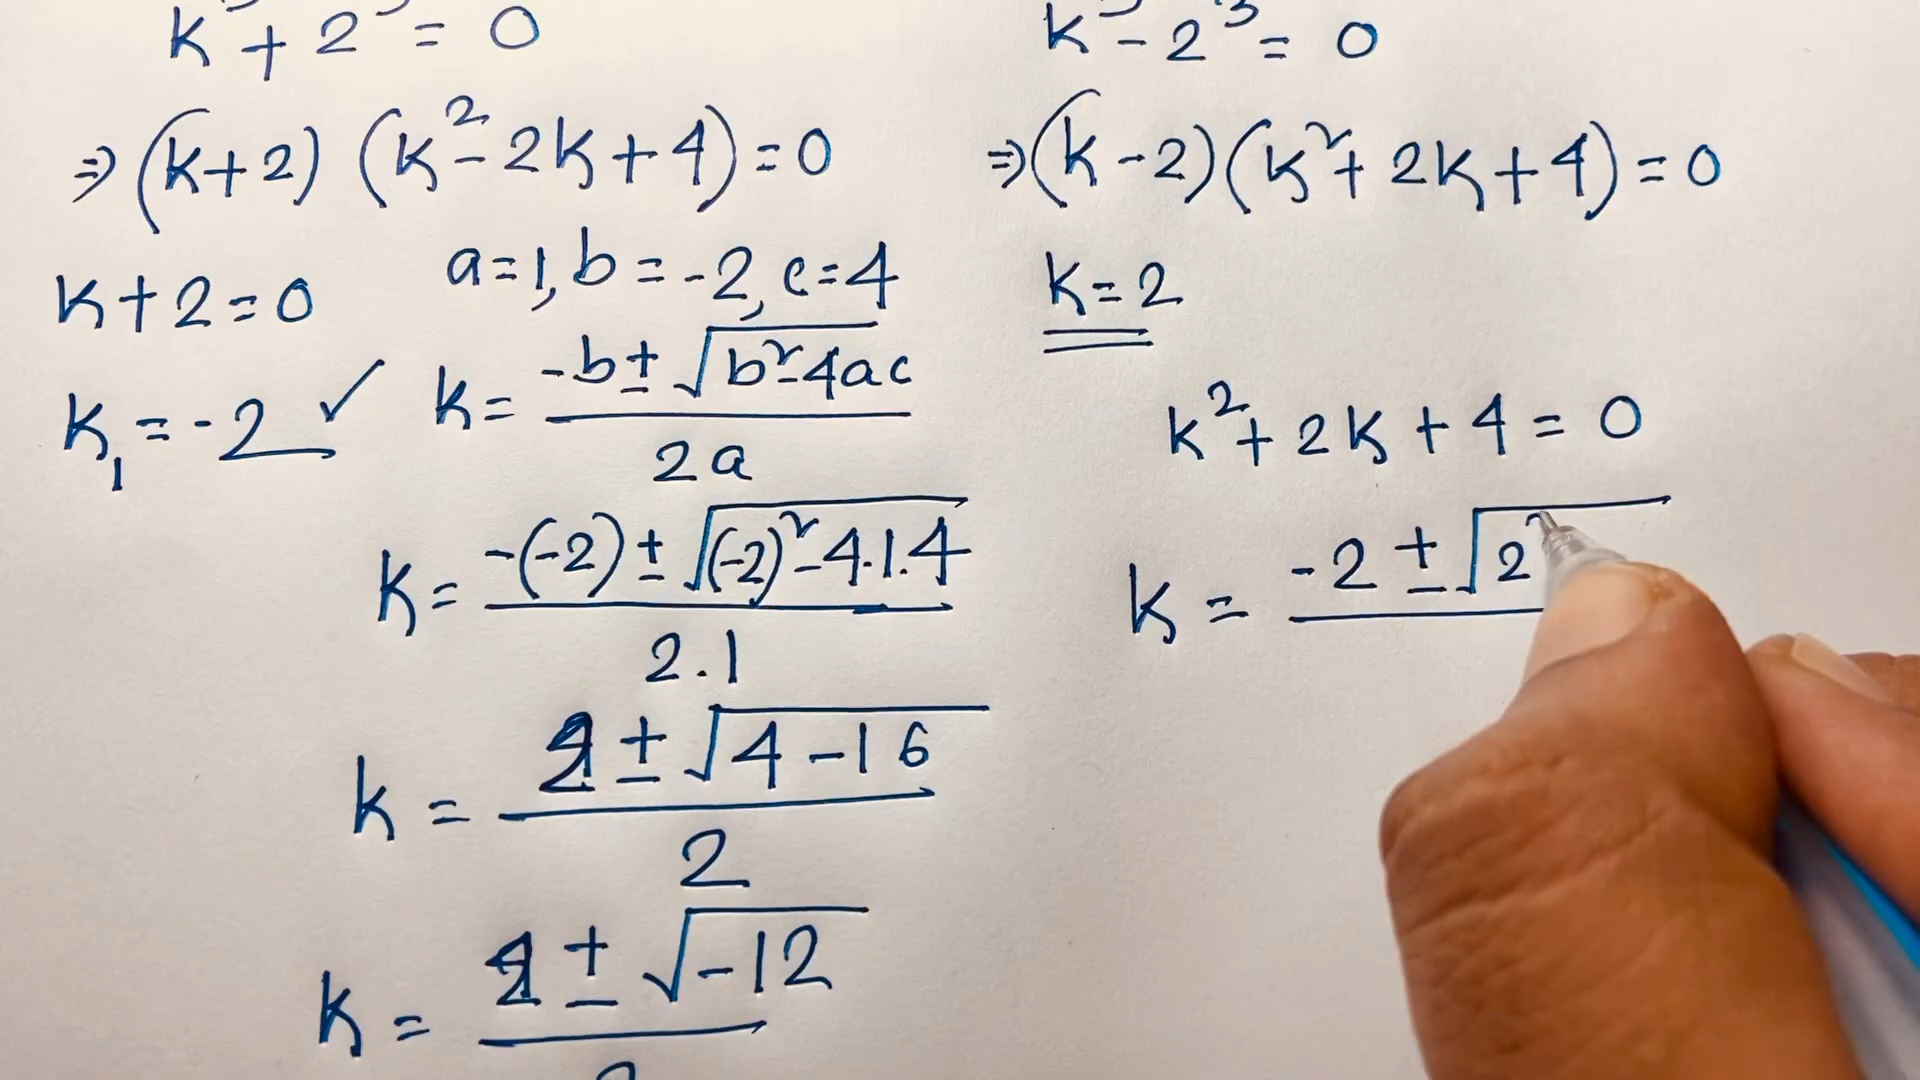 k³ + 2³ = 0
⇒ (k+2) (k² - 2k + 4) = 0
k + 2 = 0
k₁ = -2 ✓
a = 1, b = -2, c = 4
k = (-b ± √(b² - 4ac)) / 2a
k = (-(-2) ± √((-2)² - 4.1.4)) / 2.1
k = (2 ± √(4 - 16)) / 2
k = (2 ± √(-12)) / 2
k³ - 2³ = 0
⇒ (k - 2)(k² + 2k + 4) = 0
k = 2
k² + 2k + 4 = 0
k = -2 ± √2